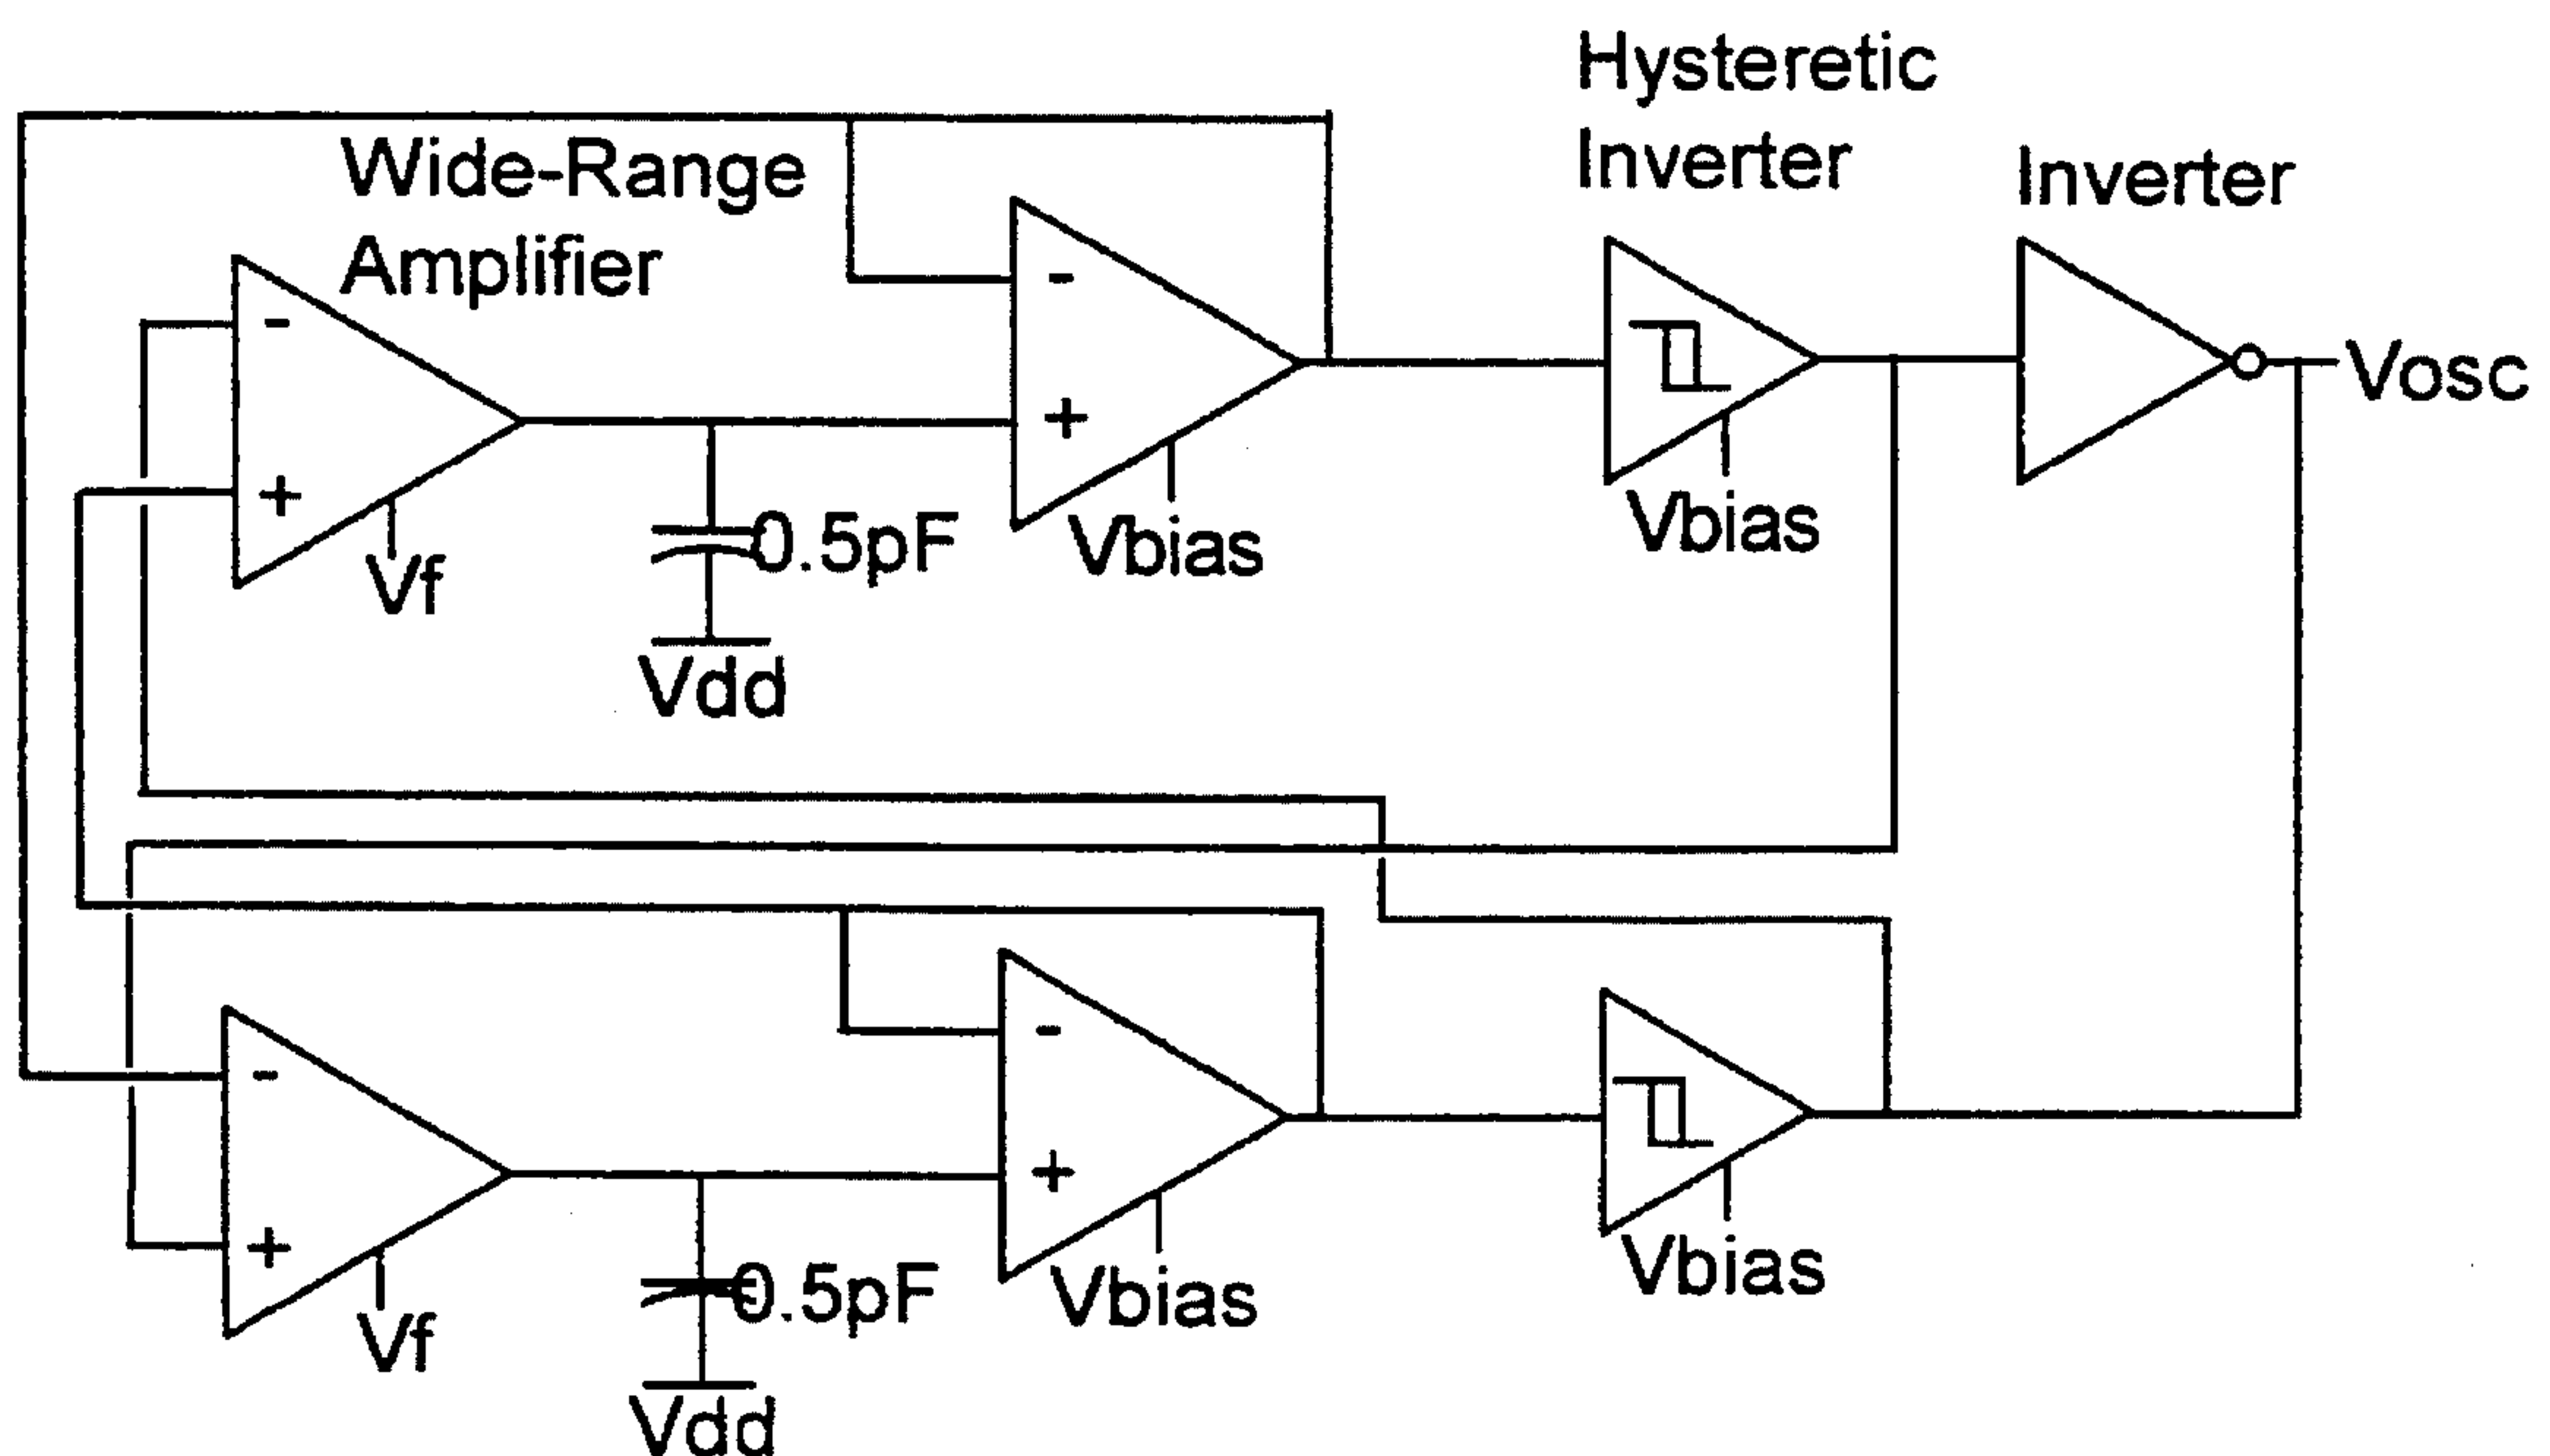 Hysteretic
Inverter
Inverter
Wide-Range
Amplifier
-
+
Vf
-
+
Vbias
0.5pF
Vdd
Vbias
Vosc
-
+
Vf
-
+
Vbias
0.5pF
Vdd
Vbias